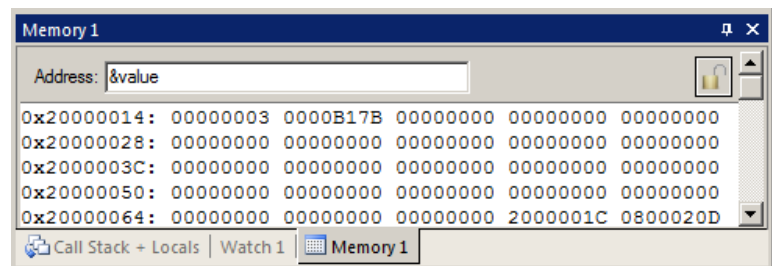 Memory 1
Address: &value
0x20000014: 00000003 0000B17B 00000000 00000000 00000000
0x20000028: 00000000 00000000 00000000 00000000 00000000
0x2000003C: 00000000 00000000 00000000 00000000 00000000
0x20000050: 00000000 00000000 00000000 00000000 00000000
0x20000064: 00000000 00000000 00000000 2000001C 0800020D
Call Stack + Locals | Watch 1 | Memory 1